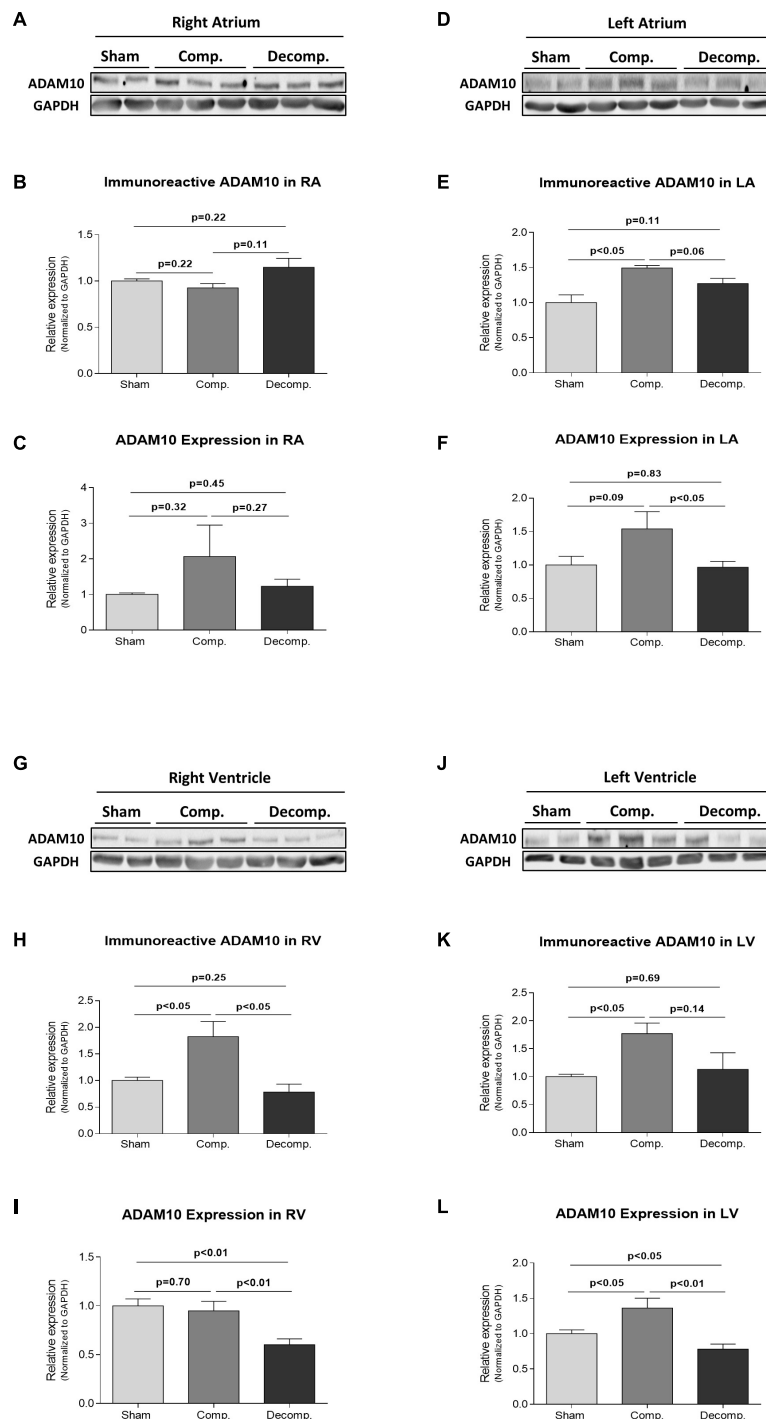 A
Right Atrium
Sham Comp. Decomp.
ADAM10
GAPDH
B
Immunoreactive ADAM10 in RA
p=0.22
p=0.11
p=0.22
Relative expression
(Normalized to GAPDH)
1.5
1.0
0.5
0.0
Sham Comp. Decomp.
C
ADAM10 Expression in RA
p=0.45
p=0.32 p=0.27
Relative expression
(Normalized to GAPDH)
4
3
2
1
0
Sham Comp. Decomp.
D
Left Atrium
Sham Comp. Decomp.
ADAM10
GAPDH
E
Immunoreactive ADAM10 in LA
p=0.11
p<0.05 p=0.06
Relative expression
(Normalized to GAPDH)
2.0
1.5
1.0
0.5
0.0
Sham Comp. Decomp.
F
ADAM10 Expression in LA
p=0.83
p=0.09 p<0.05
Relative expression
(Normalized to GAPDH)
2.0
1.5
1.0
0.5
0.0
Sham Comp. Decomp.
G
Right Ventricle
Sham Comp. Decomp.
ADAM10
GAPDH
H
Immunoreactive ADAM10 in RV
p=0.25
p<0.05 p<0.05
Relative expression
(Normalized to GAPDH)
2.5
2.0
1.5
1.0
0.5
0.0
Sham Comp. Decomp.
I
ADAM10 Expression in RV
p<0.01
p=0.70 p<0.01
Relative expression
(Normalized to GAPDH)
1.5
1.0
0.5
0.0
Sham Comp. Decomp.
J
Left Ventricle
Sham Comp. Decomp.
ADAM10
GAPDH
K
Immunoreactive ADAM10 in LV
p=0.69
p<0.05 p=0.14
Relative expression
(Normalized to GAPDH)
2.5
2.0
1.5
1.0
0.5
0.0
Sham Comp. Decomp.
L
ADAM10 Expression in LV
p<0.05
p<0.05 p<0.01
Relative expression
(Normalized to GAPDH)
2.0
1.5
1.0
0.5
0.0
Sham Comp. Decomp.